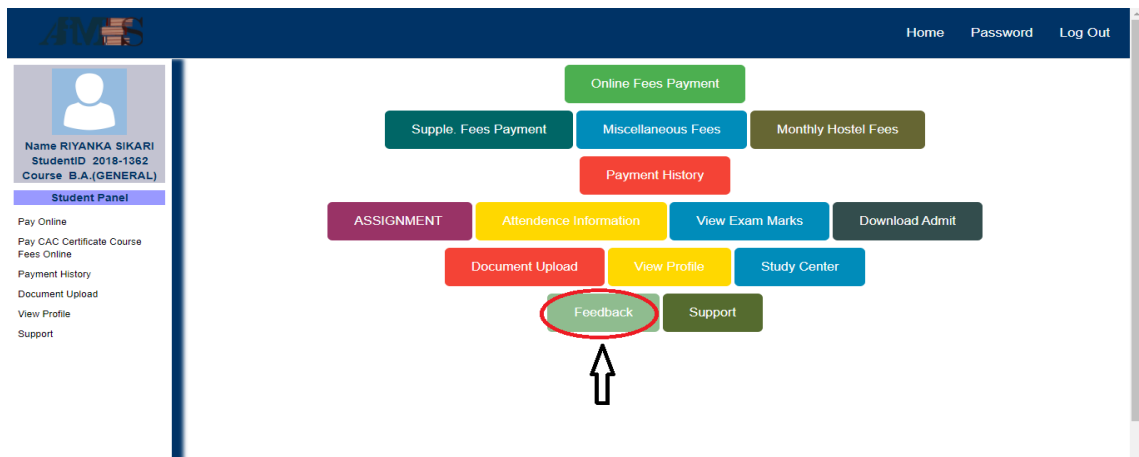 AiMES
Home Password Log Out
Name RIYANKA SIKARI
StudentID 2018-1362
Course B.A.(GENERAL)
Student Panel
Pay Online
Pay CAC Certificate Course
Fees Online
Payment History
Document Upload
View Profile
Support
Online Fees Payment
Supple. Fees Payment Miscellaneous Fees Monthly Hostel Fees
Payment History
ASSIGNMENT Attendence Information View Exam Marks Download Admit
Document Upload View Profile Study Center
Feedback Support